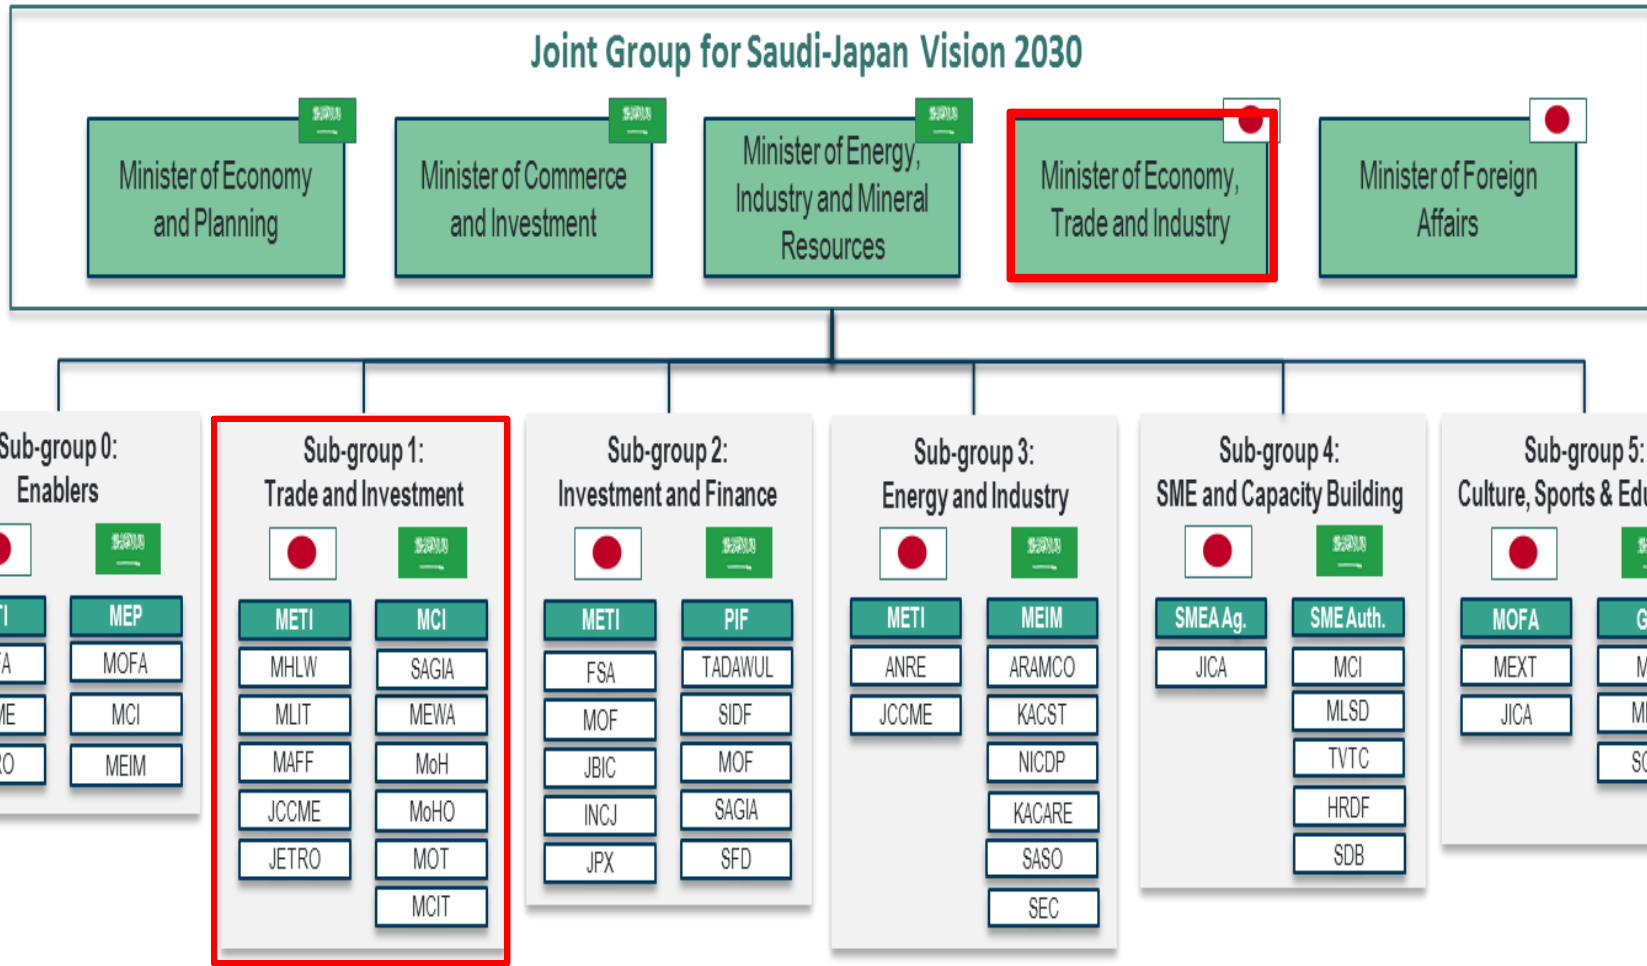 Joint Group for Saudi-Japan Vision 2030
Minister of Economy
and Planning
Minister of Commerce
and Investment
Minister of Energy,
Industry and Mineral
Resources
Minister of Economy,
Trade and Industry
Minister of Foreign
Affairs
Sub-group 0:
Enablers
MEP
MOFA
MCI
MEIM
Sub-group 1:
Trade and Investment
METI
MHLW
MLIT
MAFF
JCCME
JETRO
MCI
SAGIA
MEWA
MoH
MoHO
MOT
MCIT
Sub-group 2:
Investment and Finance
METI
FSA
MOF
JBIC
INCJ
JPX
PIF
TADAWUL
SIDF
MOF
SAGIA
SFD
Sub-group 3:
Energy and Industry
METI
ANRE
JCCME
MEIM
ARAMCO
KACST
NICDP
KACARE
SASO
SEC
Sub-group 4:
SME and Capacity Building
SMEA Ag.
JICA
SME Auth.
MCI
MLSD
TVTC
HRDF
SDB
Sub-group 5:
Culture, Sports &
MOFA
MEXT
JICA